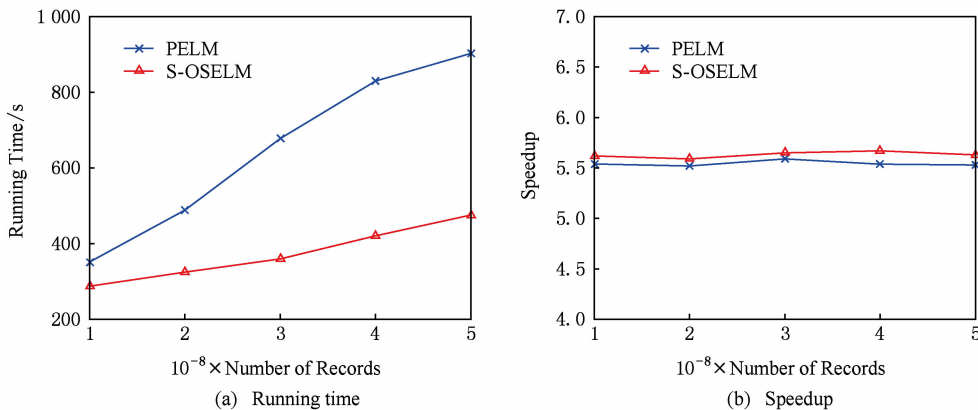 1 000
800
600
400
200
Running Time/s
PELM
S-OSELM
1 2 3 4 5
10⁻⁸×Number of Records
(a) Running time
7.0
6.5
6.0
5.5
5.0
4.5
4.0
Speedup
PELM
S-OSELM
1 2 3 4 5
10⁻⁸×Number of Records
(b) Speedup